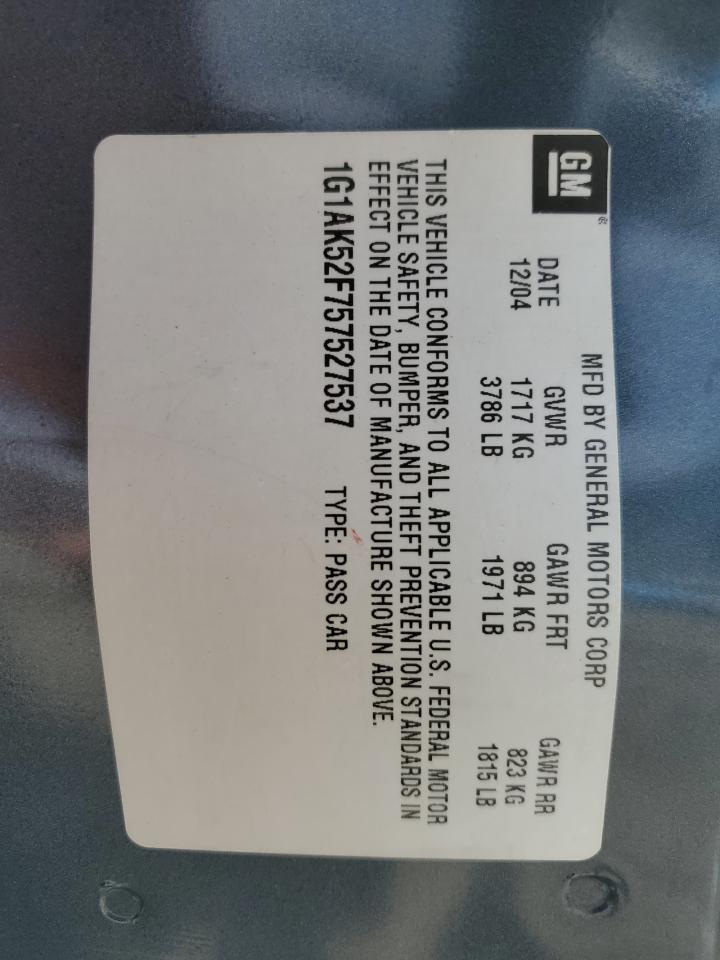 GM®
MFD BY GENERAL MOTORS CORP
DATE GVWR GAWR FRT GAWR RR
12/04 1717 KG 894 KG 823 KG
3786 LB 1971 LB 1815 LB
THIS VEHICLE CONFORMS TO ALL APPLICABLE U.S. FEDERAL MOTOR
VEHICLE SAFETY, BUMPER, AND THEFT PREVENTION STANDARDS IN
EFFECT ON THE DATE OF MANUFACTURE SHOWN ABOVE.
1G1AK52F757527537 TYPE: PASS CAR